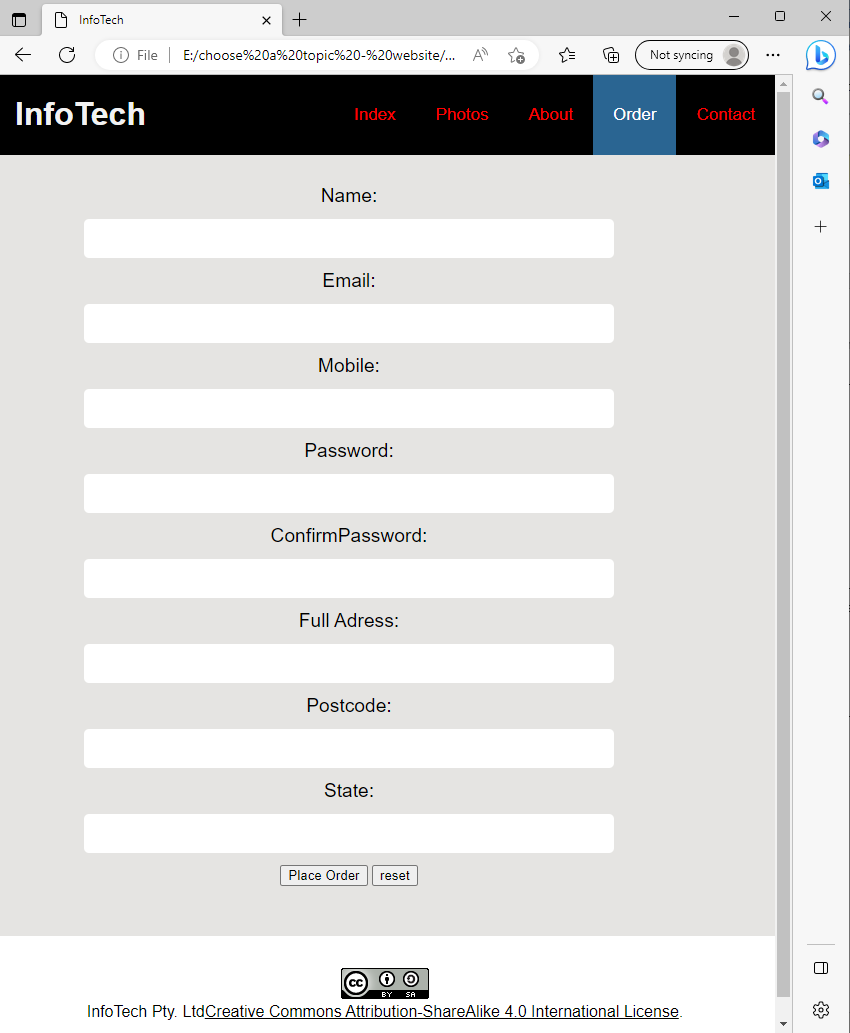 InfoTech
File E:/choose%20a%20topic%20-%20website/... A Not syncing
InfoTech Index Photos About Order Contact
Name:
Email:
Mobile:
Password:
ConfirmPassword:
Full Adress:
Postcode:
State:
Place Order reset
cc BY SA
InfoTech Pty. LtdCreative Commons Attribution-ShareAlike 4.0 International License.